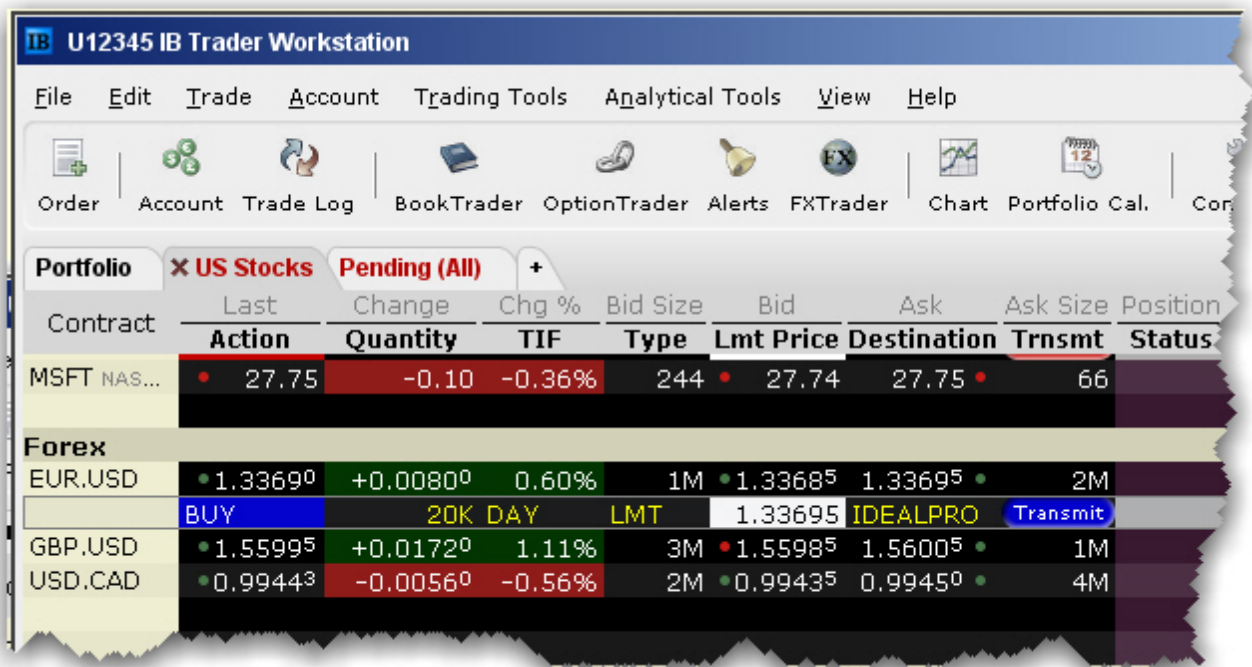 IB U12345 IB Trader Workstation
File Edit Trade Account Trading Tools Analytical Tools View Help
FX 12
Order Account Trade Log BookTrader OptionTrader Alerts FXTrader Chart Portfolio Cal.
Portfolio US Stocks Pending (All) +
Contract Last Change Chg % Bid Size Bid Ask Ask Size Position
Action Quantity TIF Type Lmt Price Destination Trnsmt Status
MSFT NAS... 27.75 -0.10 -0.36% 244 27.74 27.75 66
Forex
EUR.USD 1.33690 +0.00800 0.60% 1M 1.33685 1.33695 2M
BUY 20K DAY LMT 1.33695 IDEALPRO Transmit
GBP.USD 1.55995 +0.01720 1.11% 3M 1.55985 1.56005 1M
USD.CAD 0.99443 -0.00560 -0.56% 2M 0.99435 0.99450 4M